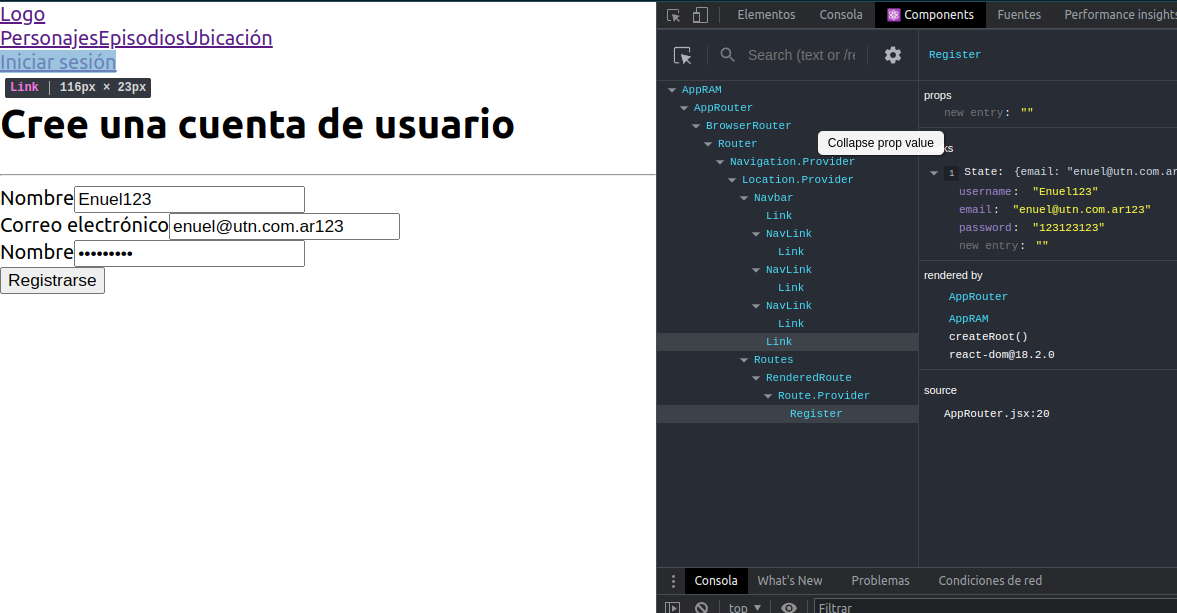 Logo
PersonajesEpisodiosUbicación
Iniciar sesión
Link | 116px × 23px
Cree una cuenta de usuario
Nombre Enuel123
Correo electrónico enuel@utn.com.ar123
Nombre •••••••••
Registrarse
Elementos Consola Components Fuentes Performance insights
Search (text or /re
AppRAM
AppRouter
BrowserRouter
Router
Navigation.Provider
Location.Provider
Navbar
Link
NavLink
Link
NavLink
Link
NavLink
Link
Link
Routes
RenderedRoute
Route.Provider
Register
Register
props
new entry: ""
Collapse prop value
ks
1 State: {email: "enuel@utn.com.ar
username: "Enuel123"
email: "enuel@utn.com.ar123"
password: "123123123"
new entry: ""
rendered by
AppRouter
AppRAM
createRoot()
react-dom@18.2.0
source
AppRouter.jsx:20
Consola What's New Problemas Condiciones de red
top ▼ Filtrar